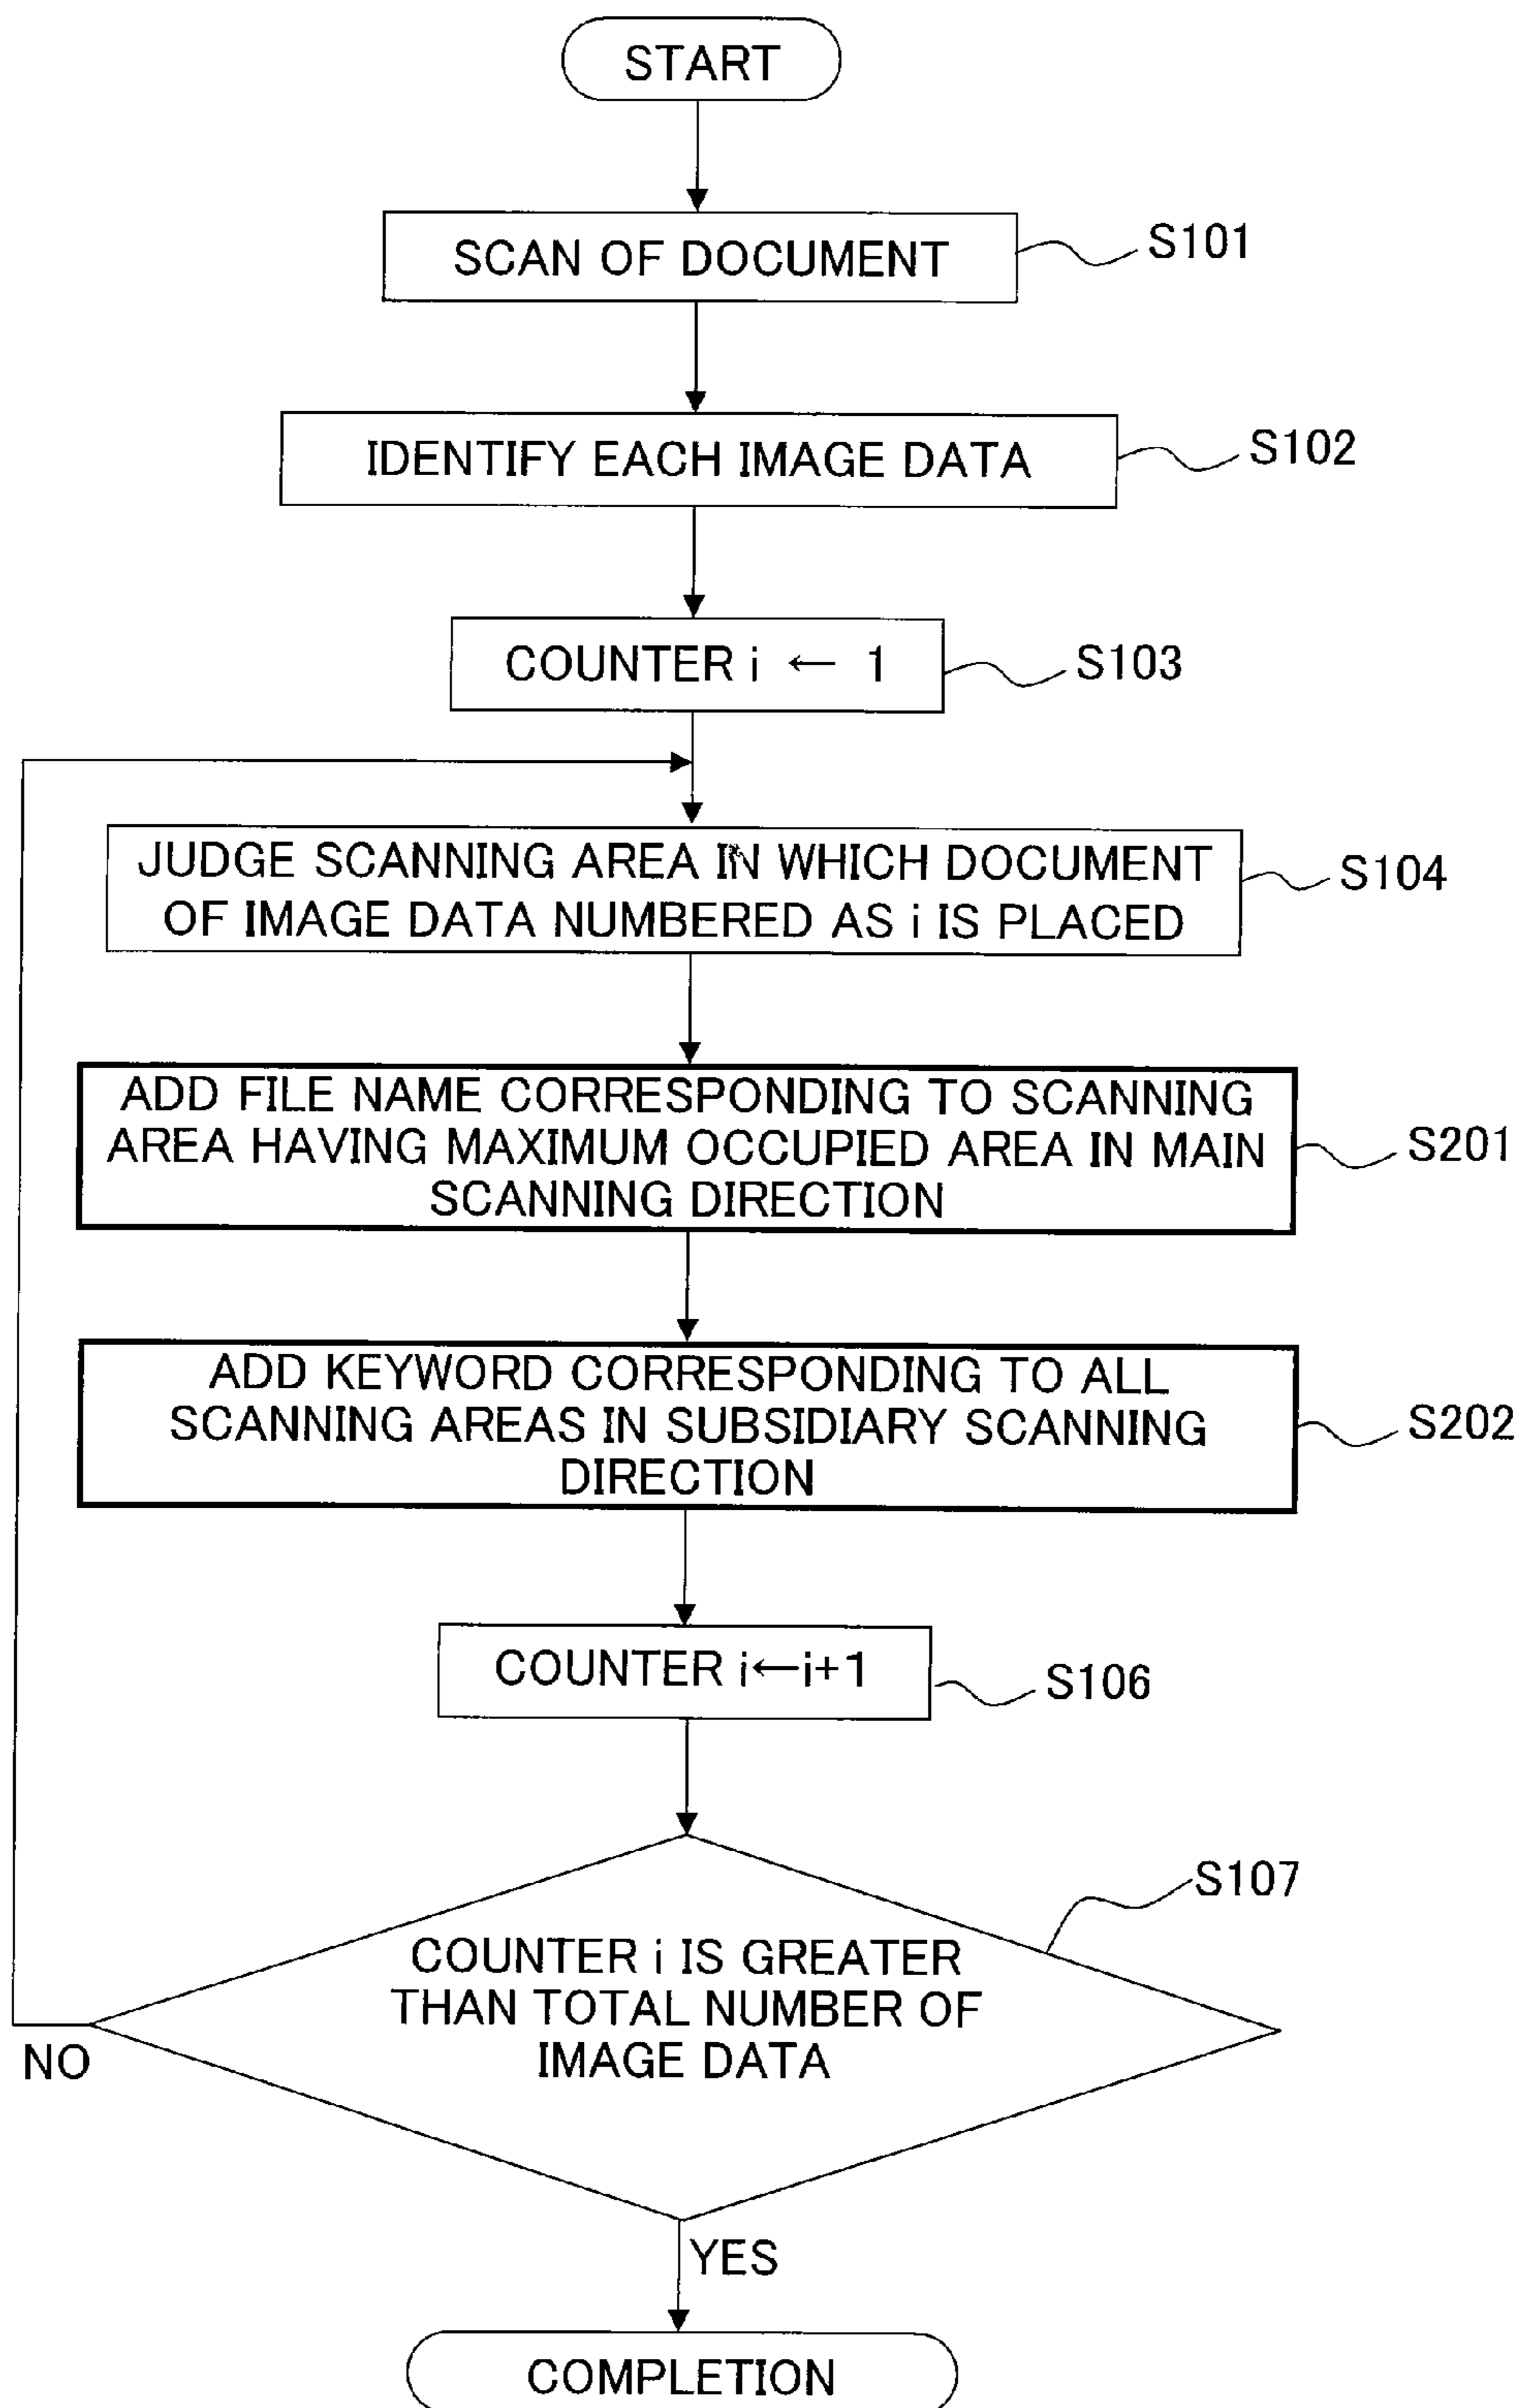 START
SCAN OF DOCUMENT
S101
IDENTIFY EACH IMAGE DATA
S102
COUNTER i ← 1
S103
JUDGE SCANNING AREA IN WHICH DOCUMENT
OF IMAGE DATA NUMBERED AS i IS PLACED
S104
ADD FILE NAME CORRESPONDING TO SCANNING
AREA HAVING MAXIMUM OCCUPIED AREA IN MAIN
SCANNING DIRECTION
S201
ADD KEYWORD CORRESPONDING TO ALL
SCANNING AREAS IN SUBSIDIARY SCANNING
DIRECTION
S202
COUNTER i←i+1
S106
S107
COUNTER i IS GREATER
THAN TOTAL NUMBER OF
IMAGE DATA
NO
YES
COMPLETION